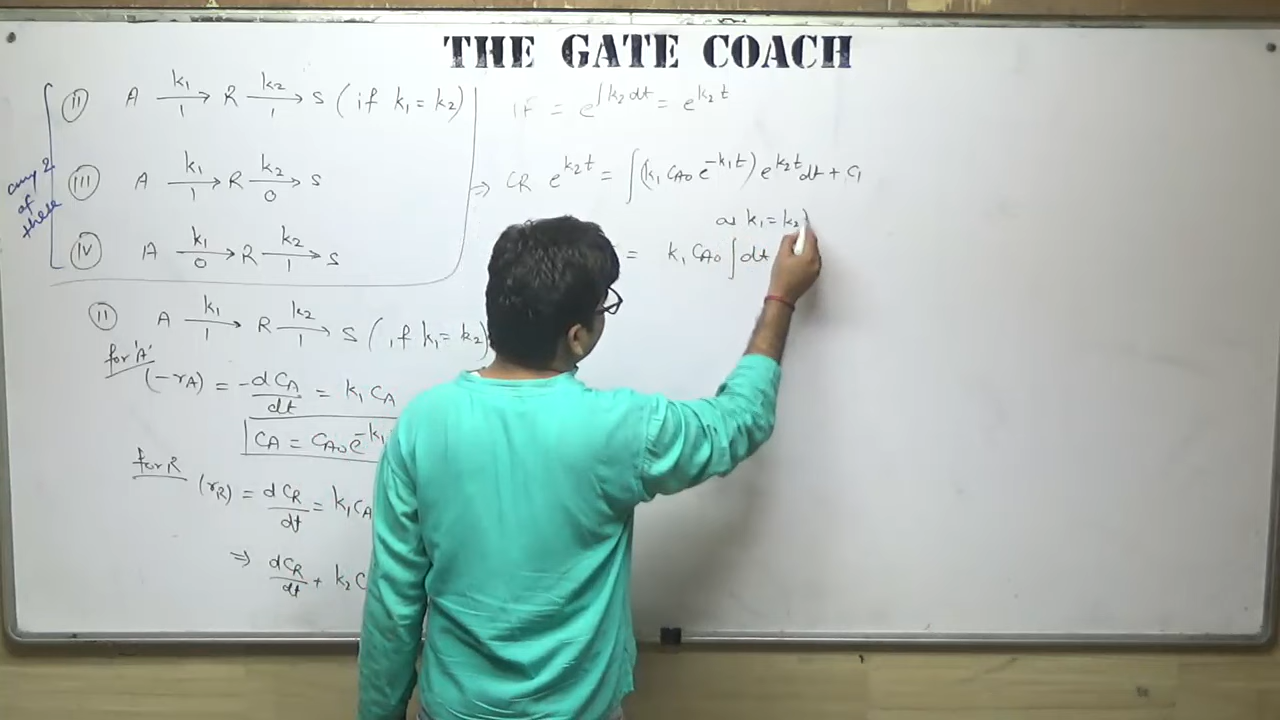 THE GATE COACH
(ii) A —k₁/1→ R —k₂/1→ S (if k₁ = k₂)
(iii) A —k₁/1→ R —k₂/0→ S
(iv) A —k₁/0→ R —k₂/1→ S
any 2
of
these
(ii) A —k₁/1→ R —k₂/1→ S (if k₁ = k₂)
for 'A'
(-rA) = -dCA/dt = k₁ CA
CA = CA₀ e^-k₁
for R
(rR) = dCR/dt = k₁ CA
⇒ dCR/dt + k₂ C
IF = e^∫k₂dt = e^k₂t
⇒ CR e^k₂t = ∫(k₁ CA₀ e^-k₁t) e^k₂t dt + C₁
as k₁ = k₂)
= k₁ CA₀ ∫dt